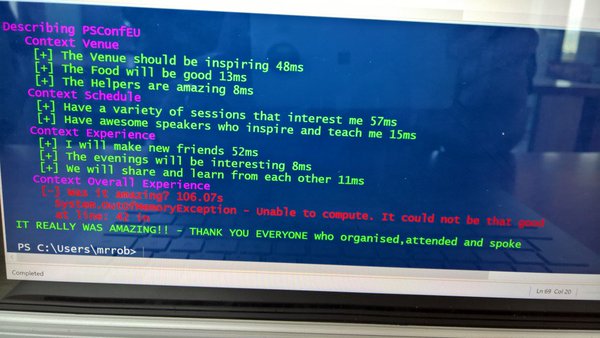 Describing PSConfEU
Context Venue
[+] The Venue should be inspiring 48ms
[+] The Food will be good 13ms
[+] The Helpers are amazing 8ms
Context Schedule
[+] Have a variety of sessions that interest me 57ms
[+] Have awesome speakers who inspire and teach me 15ms
Context Experience
[+] I will make new friends 52ms
[+] The evenings will be interesting 8ms
[+] We will share and learn from each other 11ms
Context Overall Experience
[-] Was it amazing? 106.07s
System.OutOfMemoryException - Unable to compute. It could not be that good
at line: 42 in
IT REALLY WAS AMAZING!! - THANK YOU EVERYONE who organised,attended and spoke
PS C:\Users\mrrob>
Completed
Ln 69 Col 20